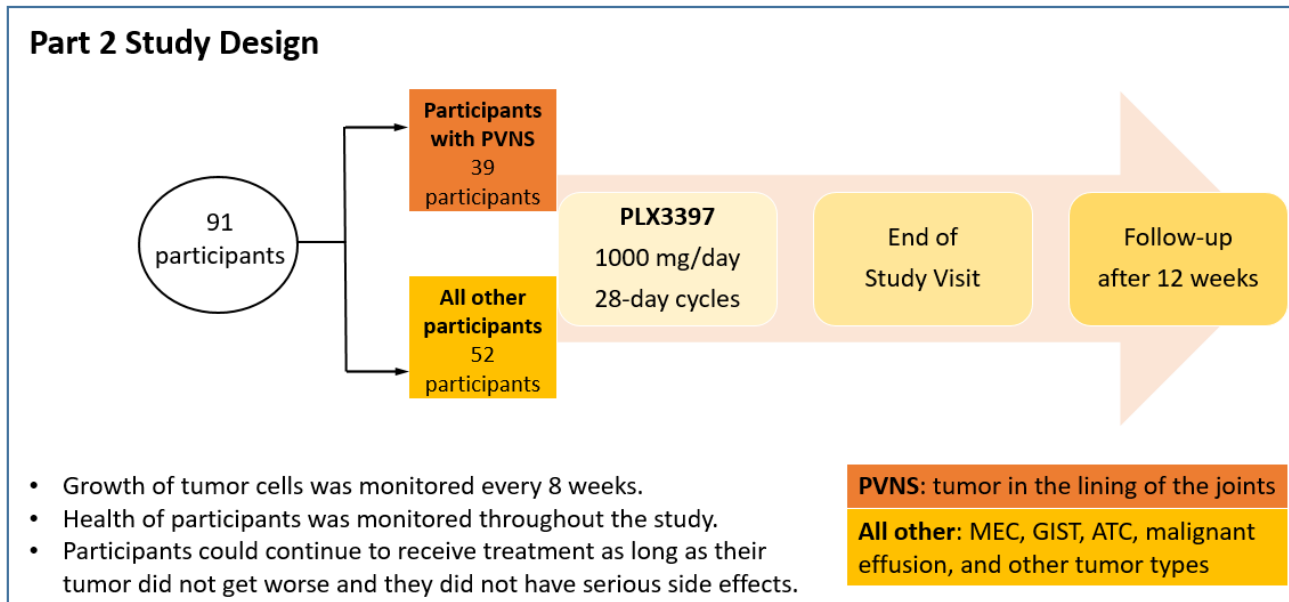 Part 2 Study Design
91
participants
Participants
with PVNS
39
participants
All other
participants
52
participants
PLX3397
1000 mg/day
28-day cycles
End of
Study Visit
Follow-up
after 12 weeks
• Growth of tumor cells was monitored every 8 weeks.
• Health of participants was monitored throughout the study.
• Participants could continue to receive treatment as long as their
tumor did not get worse and they did not have serious side effects.
PVNS: tumor in the lining of the joints
All other: MEC, GIST, ATC, malignant
effusion, and other tumor types